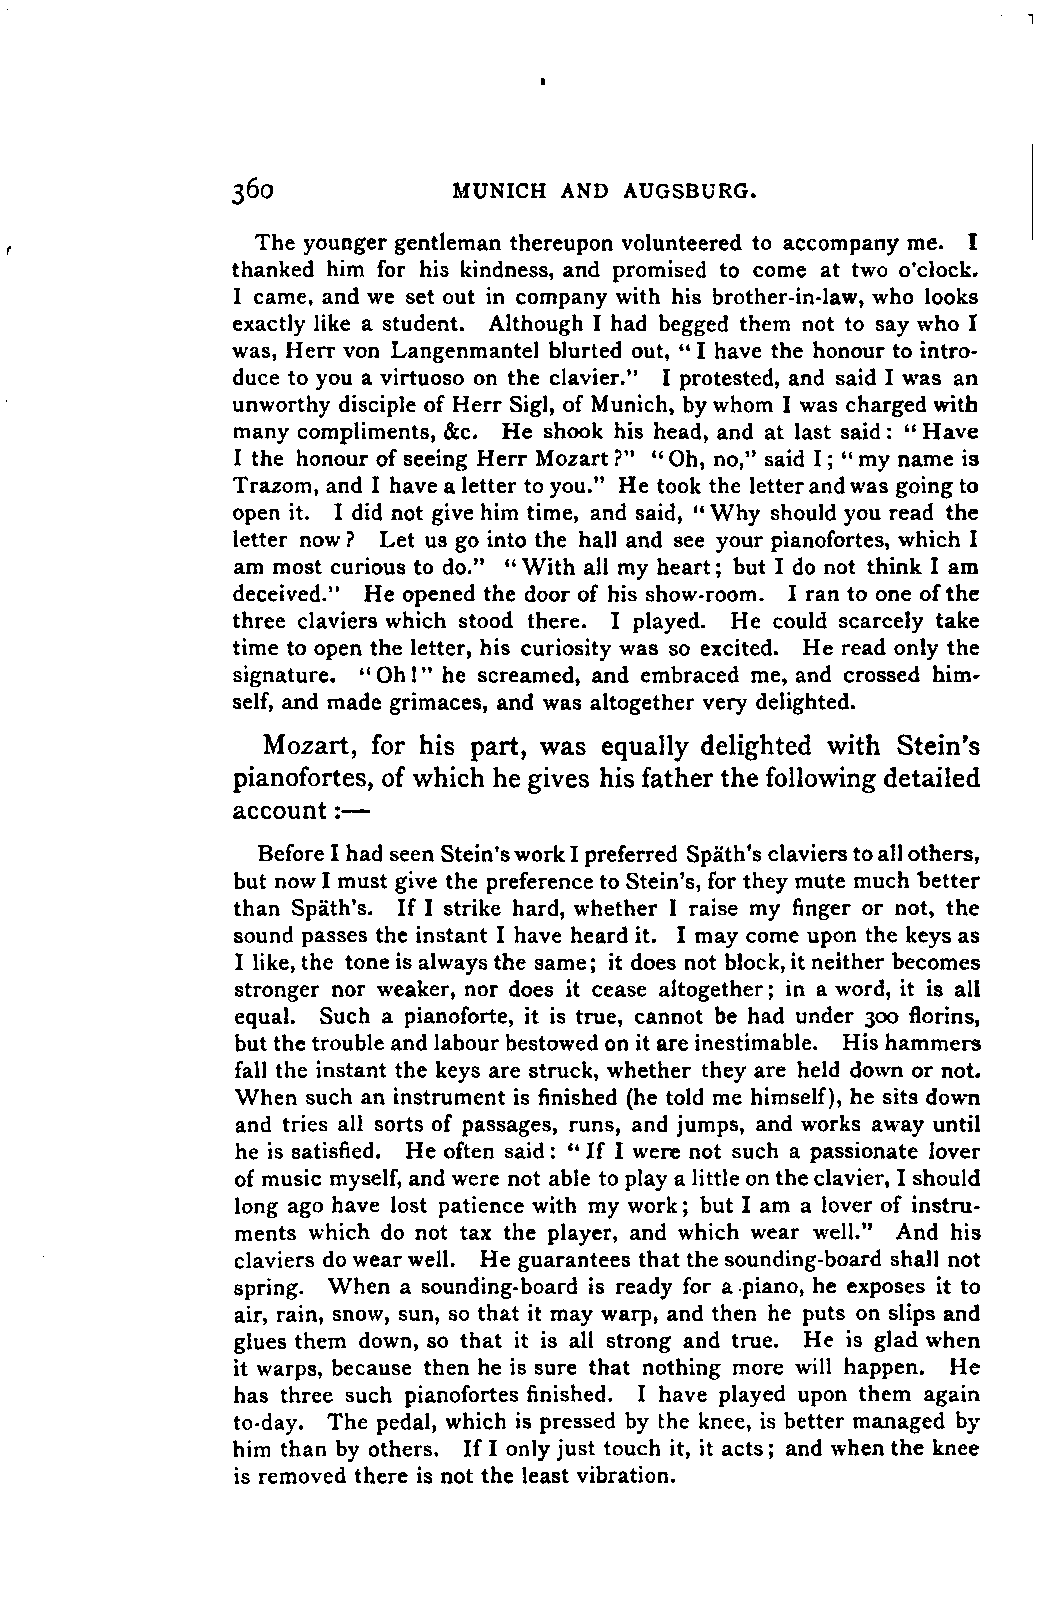 360 MUNICH AND AUGSBURG.
The younger gentleman thereupon volunteered to accompany me. I
thanked him for his kindness, and promised to come at two o'clock.
I came, and we set out in company with his brother-in-law, who looks
exactly like a student. Although I had begged them not to say who I
was, Herr von Langenmantel blurted out, "I have the honour to intro-
duce to you a virtuoso on the clavier." I protested, and said I was an
unworthy disciple of Herr Sigl, of Munich, by whom I was charged with
many compliments, &c. He shook his head, and at last said: "Have
I the honour of seeing Herr Mozart?" "Oh, no," said I; "my name is
Trazom, and I have a letter to you." He took the letter and was going to
open it. I did not give him time, and said, "Why should you read the
letter now? Let us go into the hall and see your pianofortes, which I
am most curious to do." "With all my heart; but I do not think I am
deceived." He opened the door of his show-room. I ran to one of the
three claviers which stood there. I played. He could scarcely take
time to open the letter, his curiosity was so excited. He read only the
signature. "Oh!" he screamed, and embraced me, and crossed him-
self, and made grimaces, and was altogether very delighted.
Mozart, for his part, was equally delighted with Stein's
pianofortes, of which he gives his father the following detailed
account:—
Before I had seen Stein's work I preferred Späth's claviers to all others,
but now I must give the preference to Stein's, for they mute much better
than Späth's. If I strike hard, whether I raise my finger or not, the
sound passes the instant I have heard it. I may come upon the keys as
I like, the tone is always the same; it does not block, it neither becomes
stronger nor weaker, nor does it cease altogether; in a word, it is all
equal. Such a pianoforte, it is true, cannot be had under 300 florins,
but the trouble and labour bestowed on it are inestimable. His hammers
fall the instant the keys are struck, whether they are held down or not.
When such an instrument is finished (he told me himself), he sits down
and tries all sorts of passages, runs, and jumps, and works away until
he is satisfied. He often said: "If I were not such a passionate lover
of music myself, and were not able to play a little on the clavier, I should
long ago have lost patience with my work; but I am a lover of instru-
ments which do not tax the player, and which wear well." And his
claviers do wear well. He guarantees that the sounding-board shall not
spring. When a sounding-board is ready for a piano, he exposes it to
air, rain, snow, sun, so that it may warp, and then he puts on slips and
glues them down, so that it is all strong and true. He is glad when
it warps, because then he is sure that nothing more will happen. He
has three such pianofortes finished. I have played upon them again
to-day. The pedal, which is pressed by the knee, is better managed by
him than by others. If I only just touch it, it acts; and when the knee
is removed there is not the least vibration.